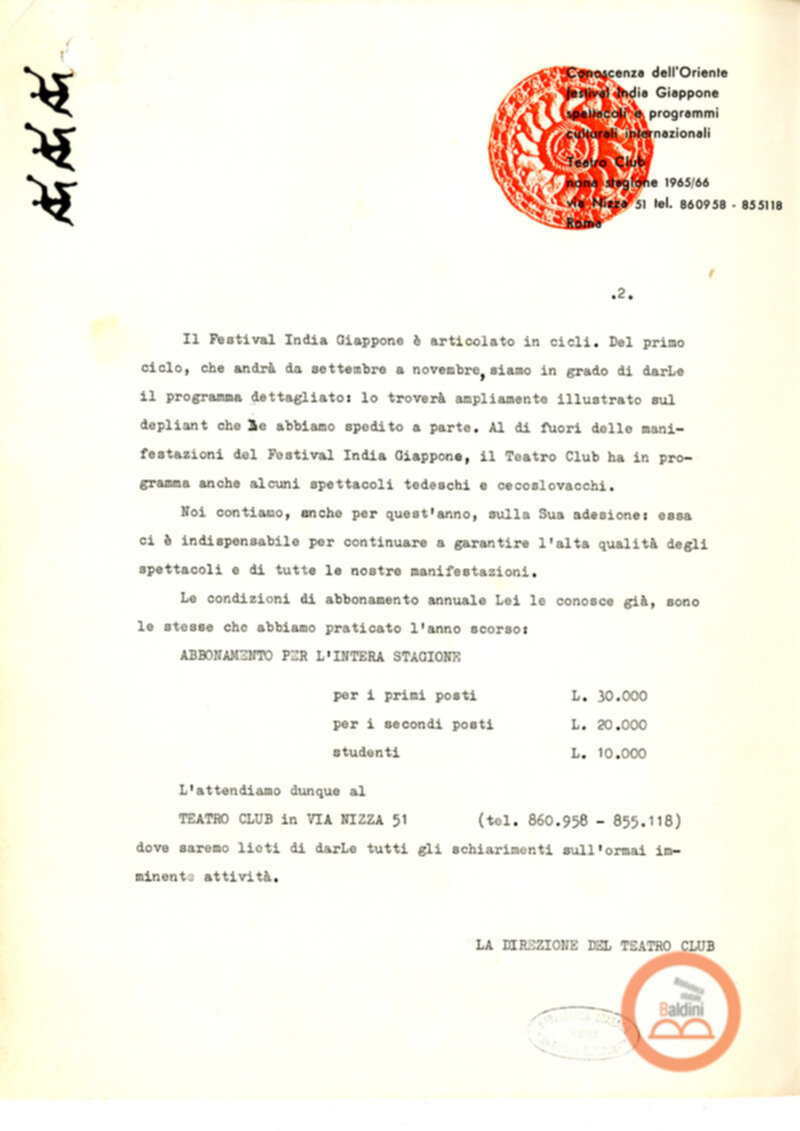 Conoscenza dell'Oriente
festival India Giappone
spettacoli e programmi
culturali internazionali
Teatro Club
nona stagione 1965/66
via Nizza 51 tel. 860958 - 855118
Roma
.2.
Il Festival India Giappone è articolato in cicli. Del primo
ciclo, che andrà da settembre a novembre, siamo in grado di darLe
il programma dettagliato: lo troverà ampiamente illustrato sul
depliant che Le abbiamo spedito a parte. Al di fuori delle mani-
festazioni del Festival India Giappone, il Teatro Club ha in pro-
gramma anche alcuni spettacoli tedeschi e cecoslovacchi.
Noi contiamo, anche per quest'anno, sulla Sua adesione: essa
ci è indispensabile per continuare a garantire l'alta qualità degli
spettacoli e di tutte le nostre manifestazioni.
Le condizioni di abbonamento annuale Lei le conosce già, sono
le stesse che abbiamo praticato l'anno scorso:
ABBONAMENTO PER L'INTERA STAGIONE
per i primi posti L. 30.000
per i secondi posti L. 20.000
studenti L. 10.000
L'attendiamo dunque al
TEATRO CLUB in VIA NIZZA 51 (tel. 860.958 - 855.118)
dove saremo lieti di darLe tutti gli schiarimenti sull'ormai im-
minente attività.
LA DIREZIONE DEL TEATRO CLUB
Biblioteca
statale
Baldini